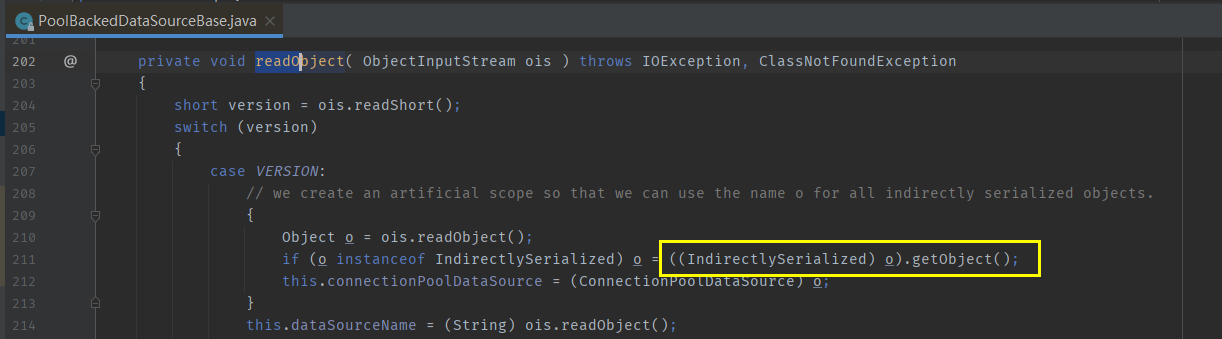 PoolBackedDataSourceBase.java ×
201
202 @ private void readObject( ObjectInputStream ois ) throws IOException, ClassNotFoundException
203 {
204 short version = ois.readShort();
205 switch (version)
206 {
207 case VERSION:
208 // we create an artificial scope so that we can use the name o for all indirectly serialized objects.
209 {
210 Object o = ois.readObject();
211 if (o instanceof IndirectlySerialized) o = ((IndirectlySerialized) o).getObject();
212 this.connectionPoolDataSource = (ConnectionPoolDataSource) o;
213 }
214 this.dataSourceName = (String) ois.readObject();